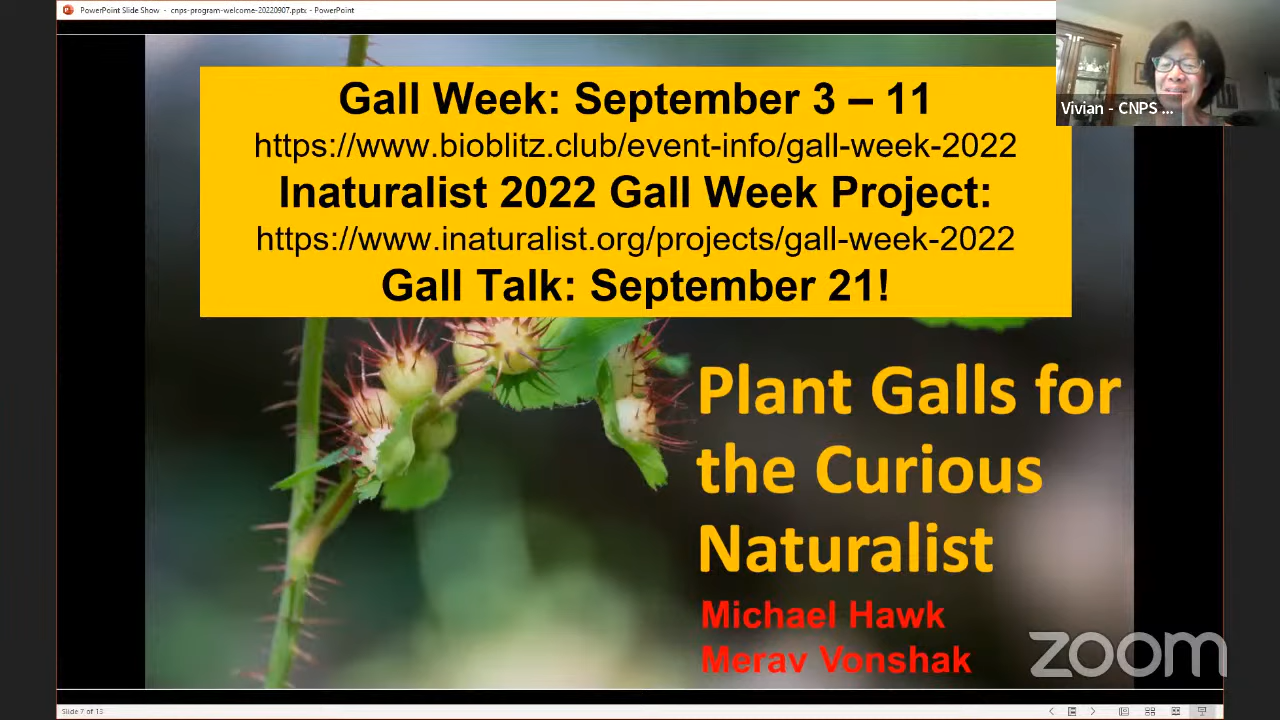 PowerPoint Slide Show - cnps-program-welcome-20220907.pptx - PowerPoint
Gall Week: September 3 – 11
https://www.bioblitz.club/event-info/gall-week-2022
Inaturalist 2022 Gall Week Project:
https://www.inaturalist.org/projects/gall-week-2022
Gall Talk: September 21!
Vivian - CNPS ...
Plant Galls for
the Curious
Naturalist
Michael Hawk
Merav Vonshak
zoom
Slide 7 of 13